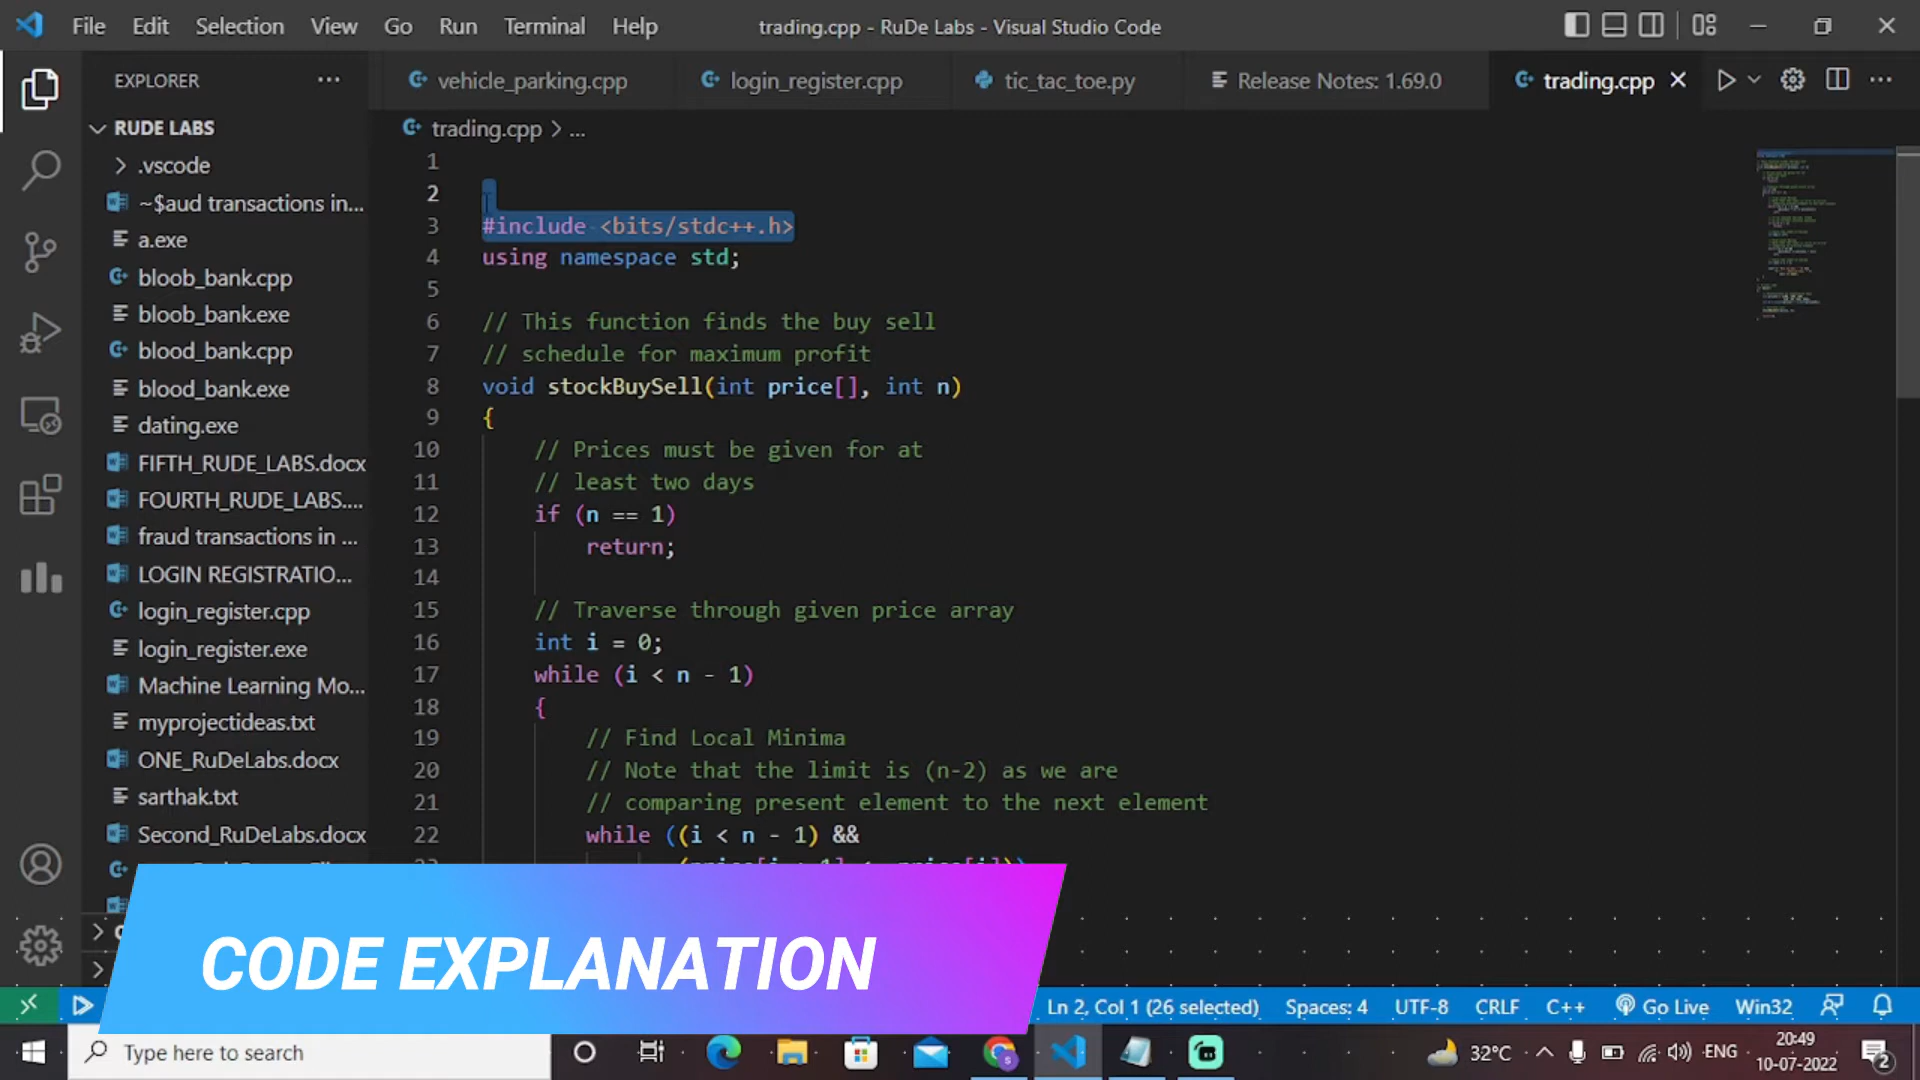 File Edit Selection View Go Run Terminal Help
trading.cpp - RuDe Labs - Visual Studio Code
EXPLORER
vehicle_parking.cpp
login_register.cpp
tic_tac_toe.py
Release Notes: 1.69.0
trading.cpp
RUDE LABS
.vscode
~$aud transactions in...
a.exe
bloob_bank.cpp
bloob_bank.exe
blood_bank.cpp
blood_bank.exe
dating.exe
FIFTH_RUDE_LABS.docx
FOURTH_RUDE_LABS....
fraud transactions in ...
LOGIN REGISTRATIO...
login_register.cpp
login_register.exe
Machine Learning Mo...
myprojectideas.txt
ONE_RuDeLabs.docx
sarthak.txt
Second_RuDeLabs.docx
trading.cpp > ...
1
2
3 #include <bits/stdc++.h>
4 using namespace std;
5
6 // This function finds the buy sell
7 // schedule for maximum profit
8 void stockBuySell(int price[], int n)
9 {
10 // Prices must be given for at
11 // least two days
12 if (n == 1)
13 return;
14
15 // Traverse through given price array
16 int i = 0;
17 while (i < n - 1)
18 {
19 // Find Local Minima
20 // Note that the limit is (n-2) as we are
21 // comparing present element to the next element
22 while ((i < n - 1) &&
CODE EXPLANATION
Ln 2, Col 1 (26 selected) Spaces: 4 UTF-8 CRLF C++ Go Live Win32
Type here to search
32°C
ENG
20:49
10-07-2022
2